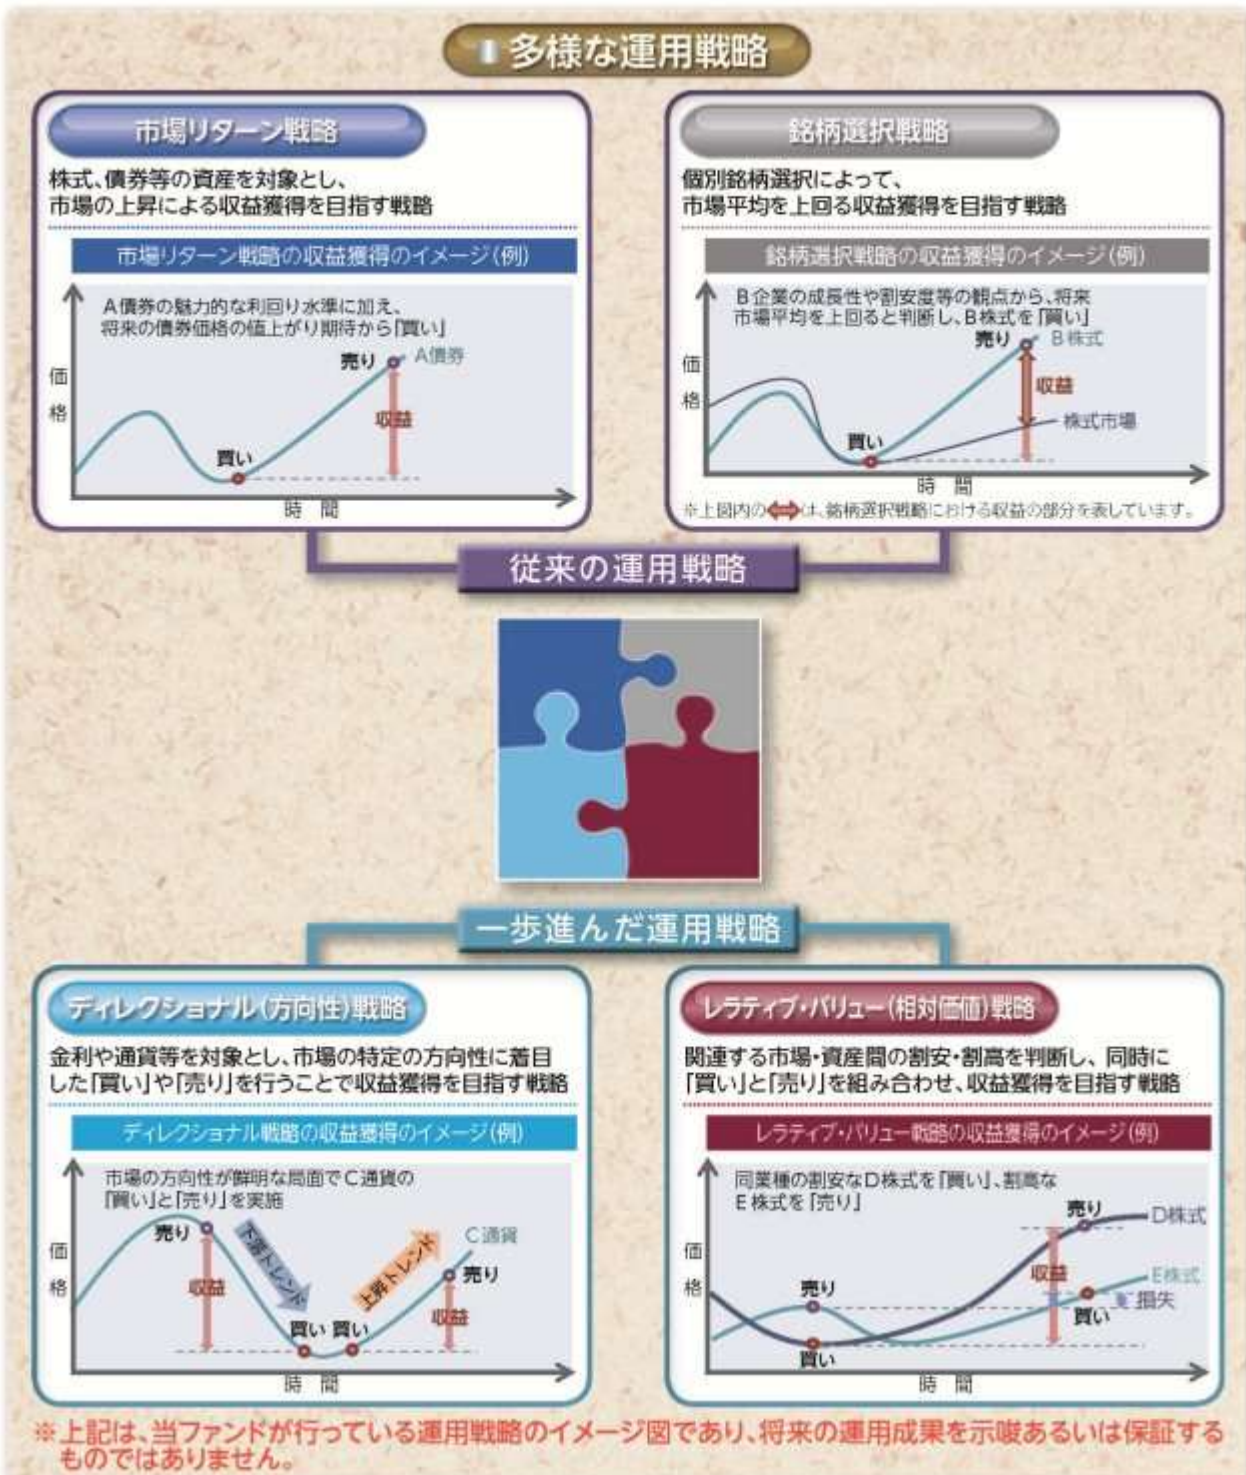 多様な運用戦略
市場リターン戦略
株式、債券等の資産を対象とし、
市場の上昇による収益獲得を目指す戦略
市場リターン戦略の収益獲得のイメージ(例)
A債券の魅力的な利回り水準に加え、
将来の債券価格の値上がり期待から「買い」
売り
A債券
価格
収益
買い
時間
銘柄選択戦略
個別銘柄選択によって、
市場平均を上回る収益獲得を目指す戦略
銘柄選択戦略の収益獲得のイメージ(例)
B企業の成長性や割安度等の観点から、将来
市場平均を上回ると判断し、B株式を「買い」
売り
B株式
価格
収益
株式市場
買い
時間
※上図内の⇔は、銘柄選択戦略における収益の部分を表しています。
従来の運用戦略
一歩進んだ運用戦略
ディレクショナル(方向性)戦略
金利や通貨等を対象とし、市場の特定の方向性に着目
した「買い」や「売り」を行うことで収益獲得を目指す戦略
ディレクショナル戦略の収益獲得のイメージ(例)
市場の方向性が鮮明な局面でC通貨の
「買い」と「売り」を実施
売り
下落トレンド
上昇トレンド
C通貨
価格
収益
売り
買い
買い
収益
時間
レラティブ・バリュー(相対価値)戦略
関連する市場・資産間の割安・割高を判断し、同時に
「買い」と「売り」を組み合わせ、収益獲得を目指す戦略
レラティブ・バリュー戦略の収益獲得のイメージ(例)
同業種の割安なD株式を「買い」、割高な
E株式を「売り」
売り
D株式
価格
収益
E株式
売り
損失
買い
買い
時間
※上記は、当ファンドが行っている運用戦略のイメージ図であり、将来の運用成果を示唆あるいは保証する
ものではありません。